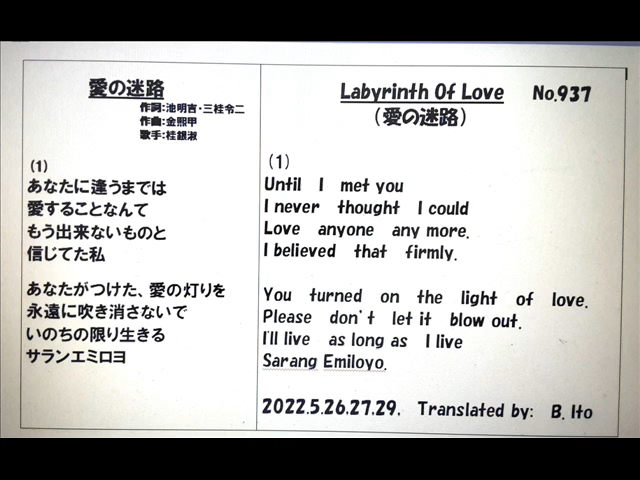 愛の迷路
作詞:池明吉・三桂令二
作曲:金熙甲
歌手:桂銀淑
(1)
あなたに逢うまでは
愛することなんて
もう出来ないものと
信じてた私
あなたがつけた、愛の灯りを
永遠に吹き消さないで
いのちの限り生きる
サランエミロヨ
Labyrinth Of Love No.937
(愛の迷路)
(1)
Until I met you
I never thought I could
Love anyone any more.
I believed that firmly.
You turned on the light of love.
Please don't let it blow out.
I'll live as long as I live
Sarang Emiloyo.
2022.5.26.27.29. Translated by: B. Ito